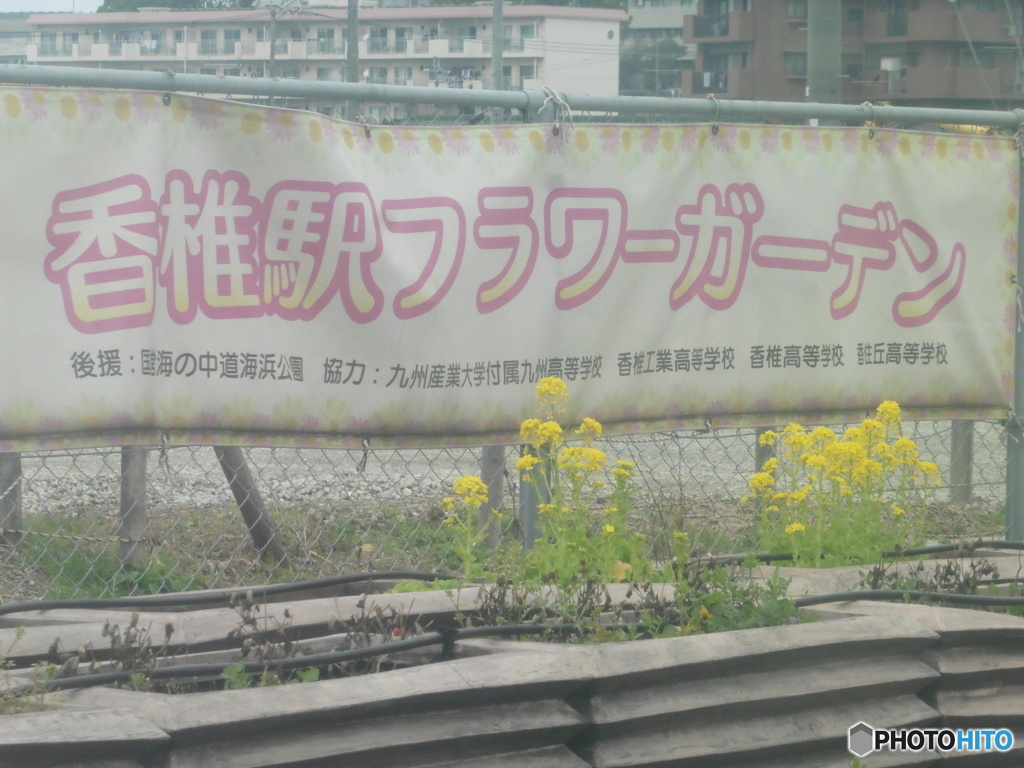 香椎駅フラワーガーデン
後援：国営海の中道海浜公園　協力：九州産業大学付属九州高等学校　香椎工業高等学校　香椎高等学校　香住丘高等学校
PHOTOHITO